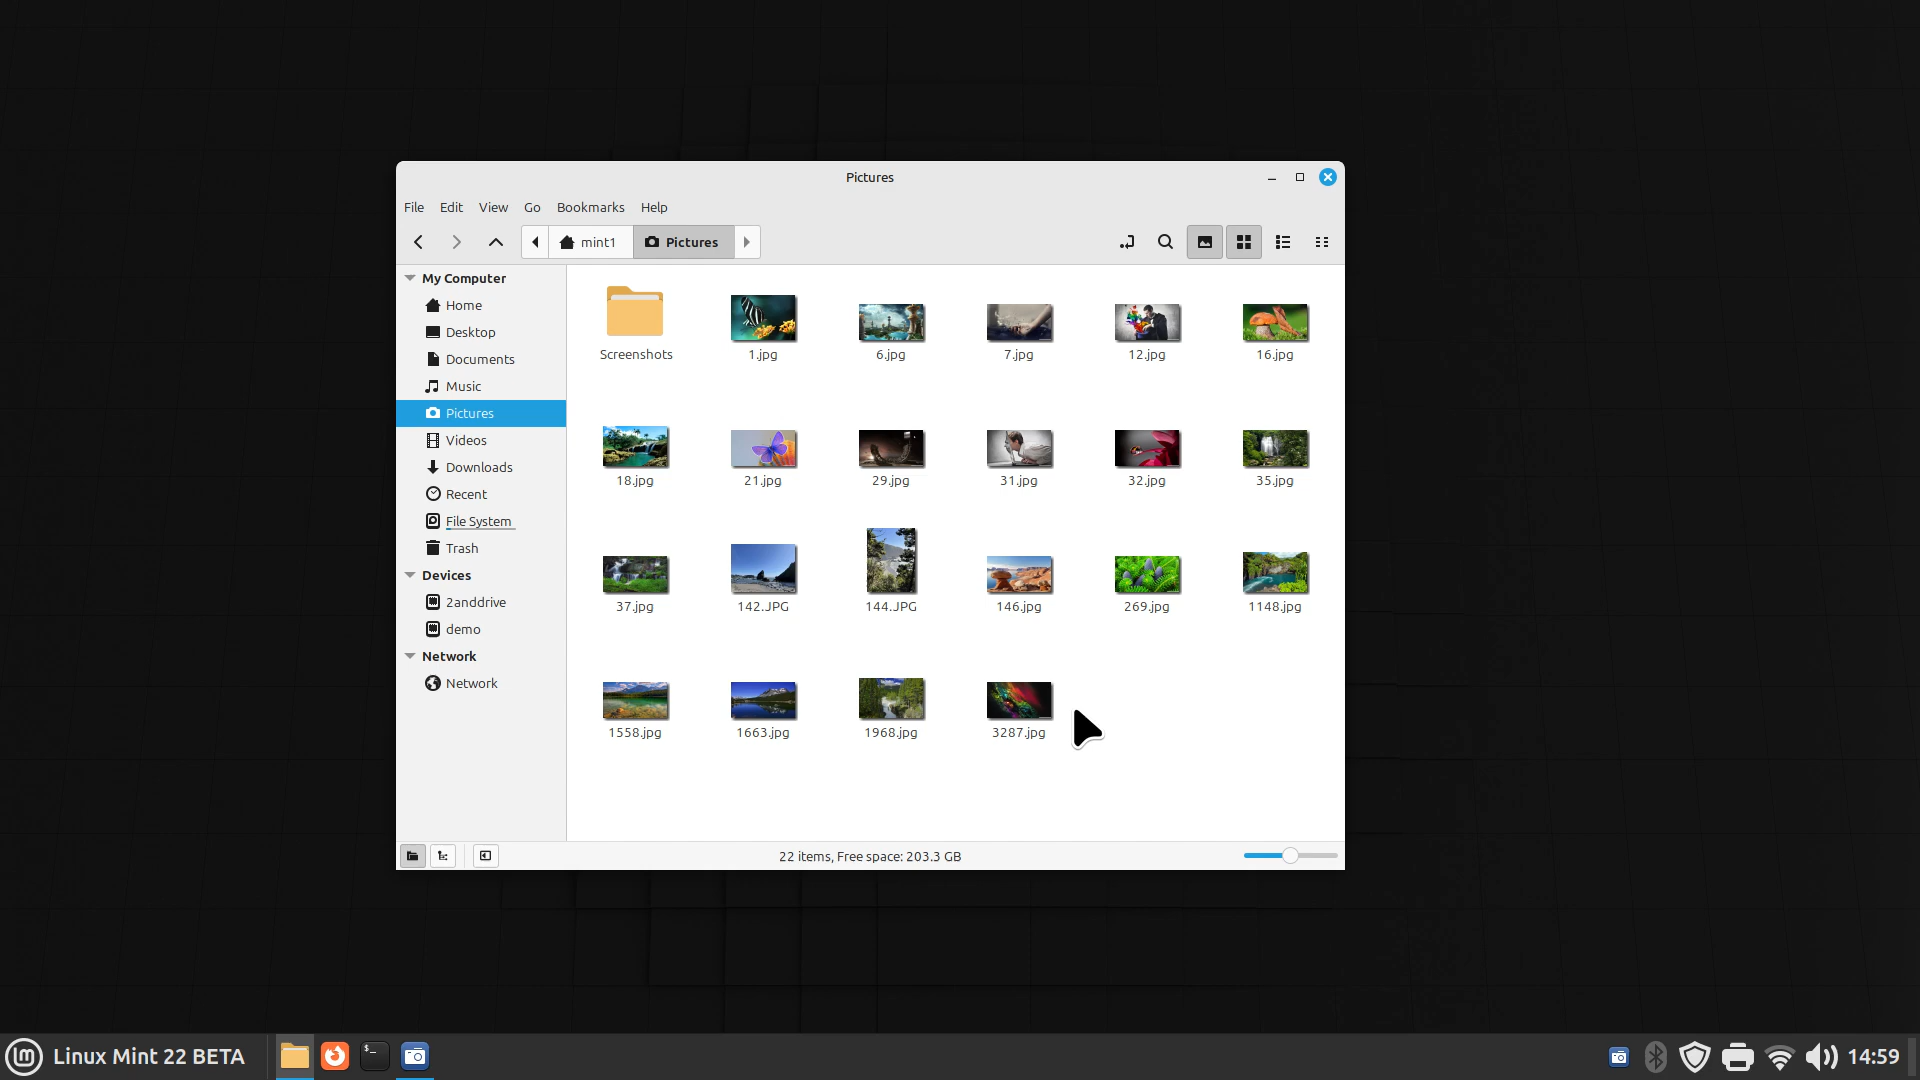 Pictures
File Edit View Go Bookmarks Help
mint1 Pictures
My Computer
Home
Desktop
Documents
Music
Pictures
Videos
Downloads
Recent
File System
Trash
Devices
2anddrive
demo
Network
Network
Screenshots 1.jpg 6.jpg 7.jpg 12.jpg 16.jpg
18.jpg 21.jpg 29.jpg 31.jpg 32.jpg 35.jpg
37.jpg 142.JPG 144.JPG 146.jpg 269.jpg 1148.jpg
1558.jpg 1663.jpg 1968.jpg 3287.jpg
22 items, Free space: 203.3 GB
Linux Mint 22 BETA $_ 14:59